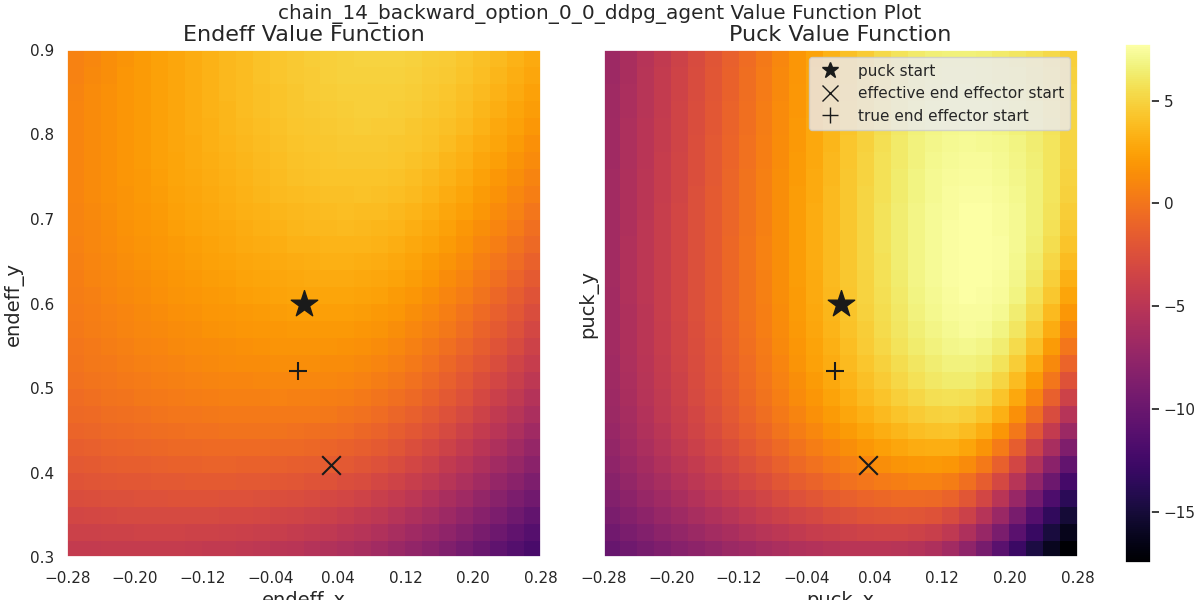 chain_14_backward_option_0_0_ddpg_agent Value Function Plot
Endeff Value Function
Puck Value Function
0.9
0.8
0.7
0.6
0.5
0.4
0.3
endeff_y
−0.28 −0.20 −0.12 −0.04 0.04 0.12 0.20 0.28
endeff_x
puck start
effective end effector start
true end effector start
puck_y
−0.28 −0.20 −0.12 −0.04 0.04 0.12 0.20 0.28
puck_x
5
0
−5
−10
−15